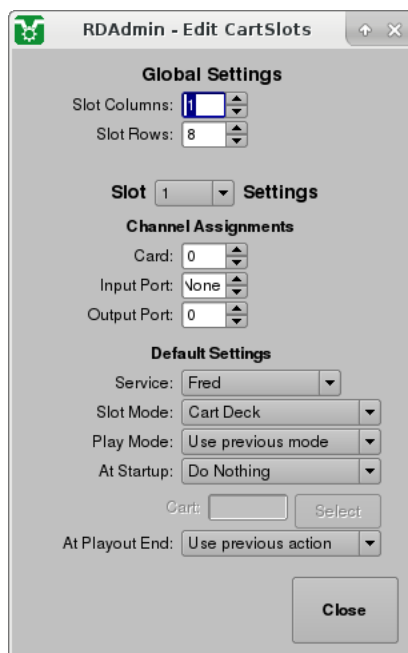 RDAdmin - Edit CartSlots
Global Settings
Slot Columns: 1
Slot Rows: 8
Slot 1 Settings
Channel Assignments
Card: 0
Input Port: None
Output Port: 0
Default Settings
Service: Fred
Slot Mode: Cart Deck
Play Mode: Use previous mode
At Startup: Do Nothing
Cart: Select
At Playout End: Use previous action
Close